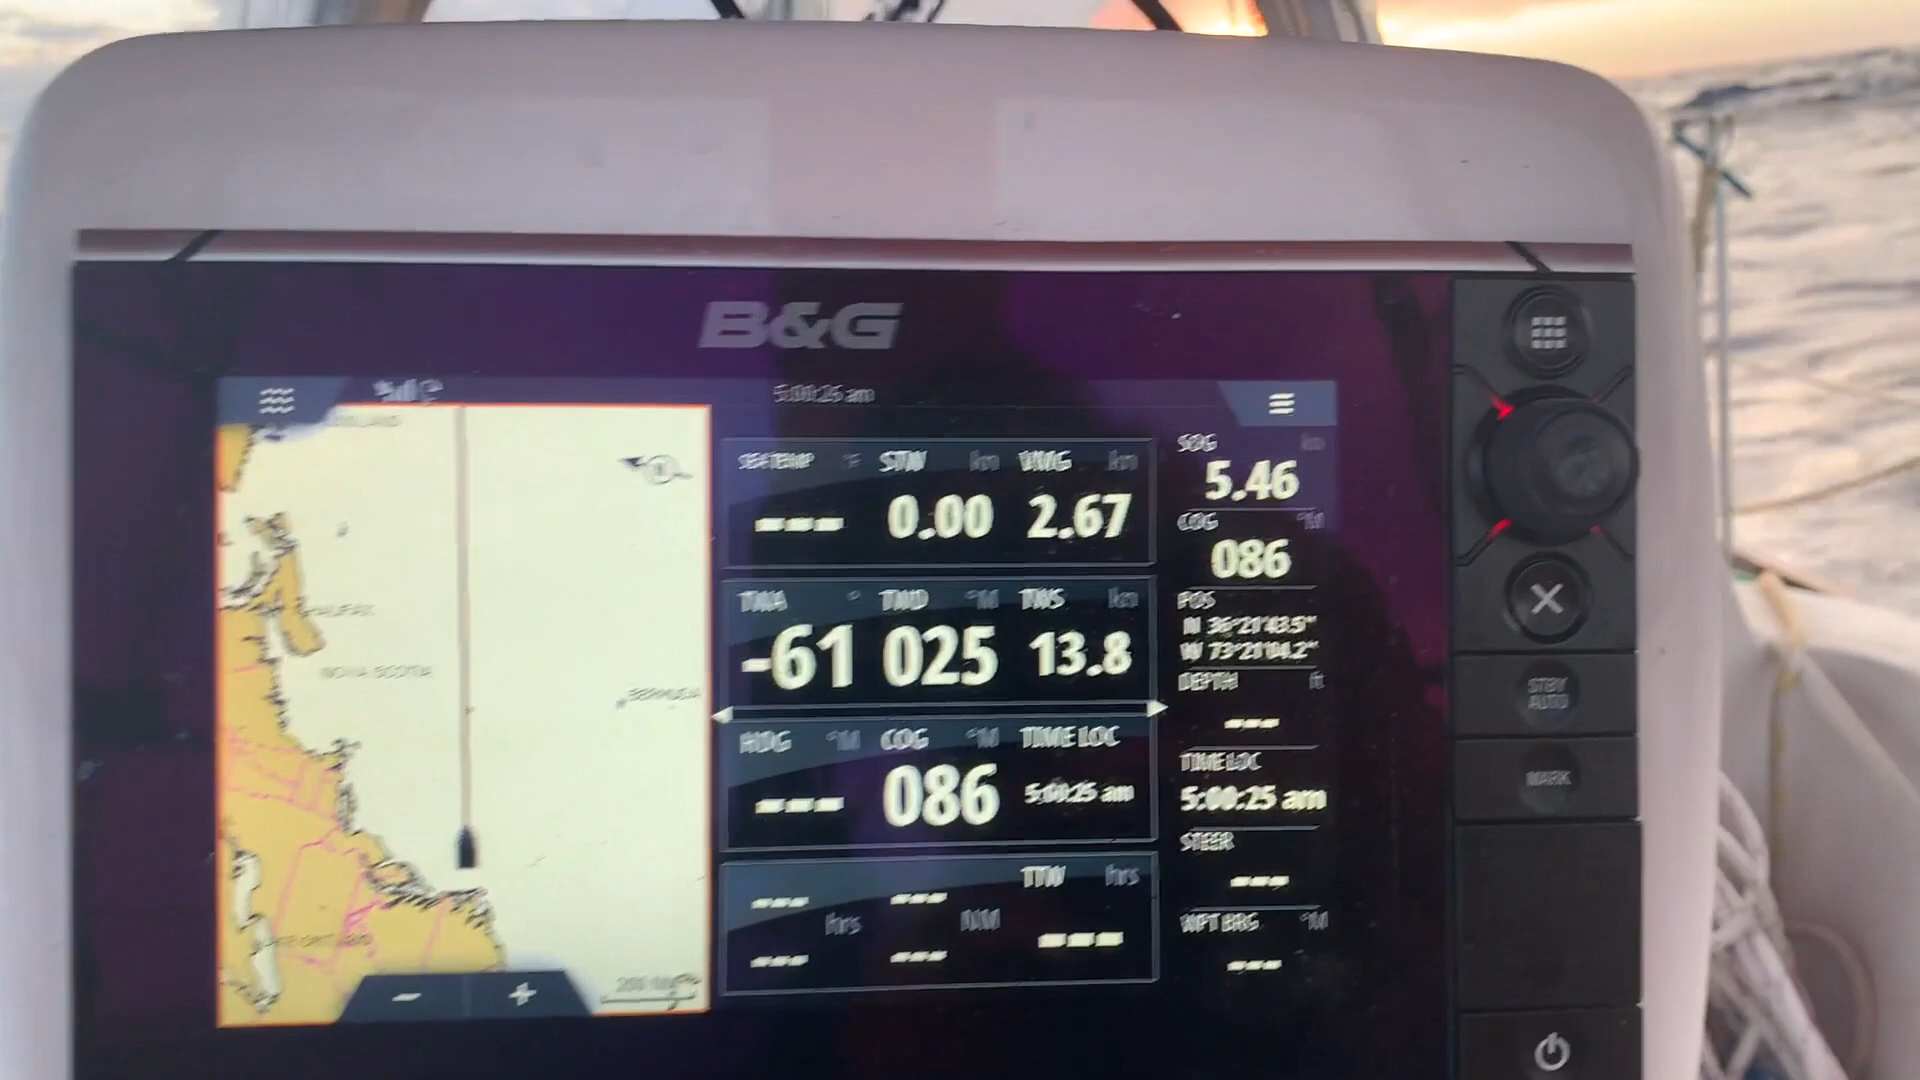 B&G
5:00:25 am
SEA TEMP °F STW kn VMG kn
--- 0.00 2.67
TWA ° TWD °M TWS kn
-61 025 13.8
HDG °M COG °M TIME LOC
--- 086 5:00:25 am
TTW hrs
--- ---
hrs NM ---
--- ---
SOG kn
5.46
COG °M
086
POS
N 36°21'43.5"
W 73°21'04.2"
DEPTH ft
---
TIME LOC
5:00:25 am
STEER
---
WPT BRG °M
---
HALIFAX
NOVA SCOTIA
BERMUDA
- +
STBY
AUTO
MARK